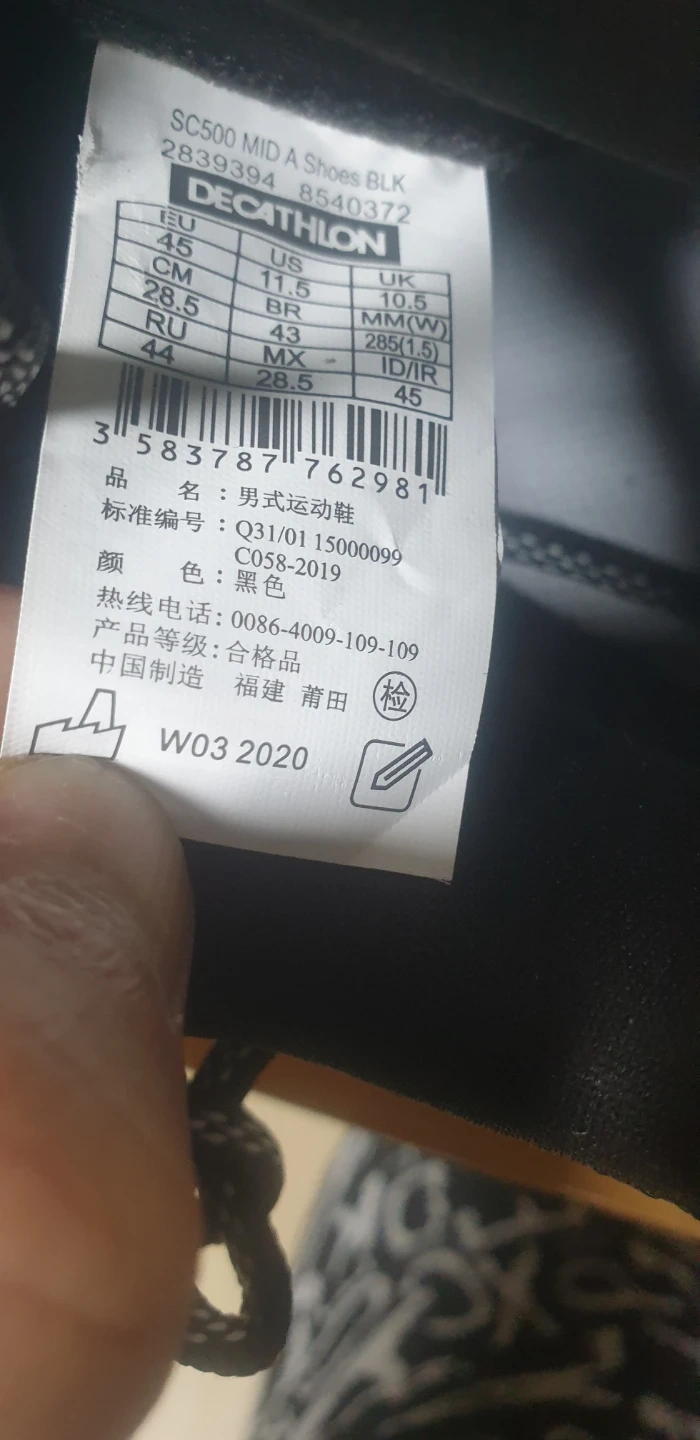 SC500 MID A Shoes BLK
2839394 8540372
DECATHLON
EU US UK
45 11.5 10.5
CM BR MM(W)
28.5 43 285(1.5)
RU MX ID/IR
44 28.5 45
3 583787 762981
品 名：男式运动鞋
标准编号：Q31/01 15000099
C058-2019
颜 色：黑色
热线电话：0086-4009-109-109
产品等级：合格品
中国制造 福建 莆田 检
W03 2020